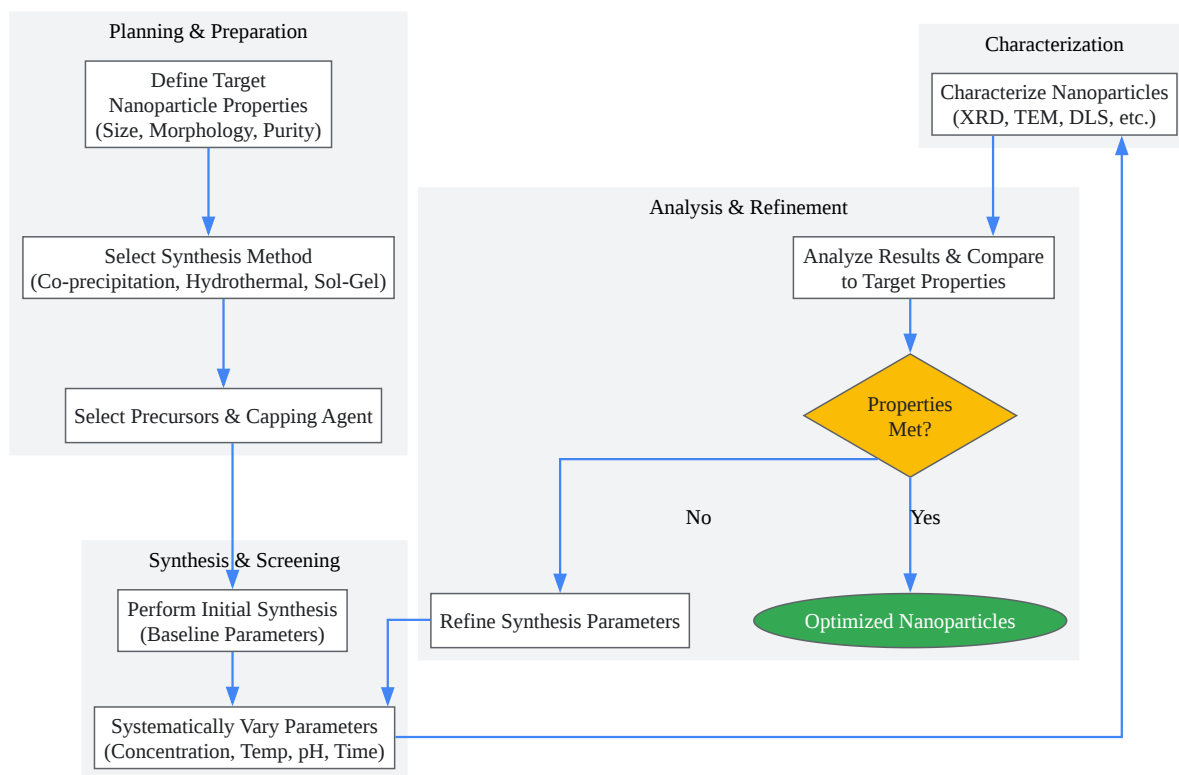 Planning & Preparation
Define Target
Nanoparticle Properties
(Size, Morphology, Purity)
Select Synthesis Method
(Co-precipitation, Hydrothermal, Sol-Gel)
Select Precursors & Capping Agent
Synthesis & Screening
Perform Initial Synthesis
(Baseline Parameters)
Systematically Vary Parameters
(Concentration, Temp, pH, Time)
Characterization
Characterize Nanoparticles
(XRD, TEM, DLS, etc.)
Analysis & Refinement
Analyze Results & Compare
to Target Properties
Properties
Met?
No
Yes
Refine Synthesis Parameters
Optimized Nanoparticles